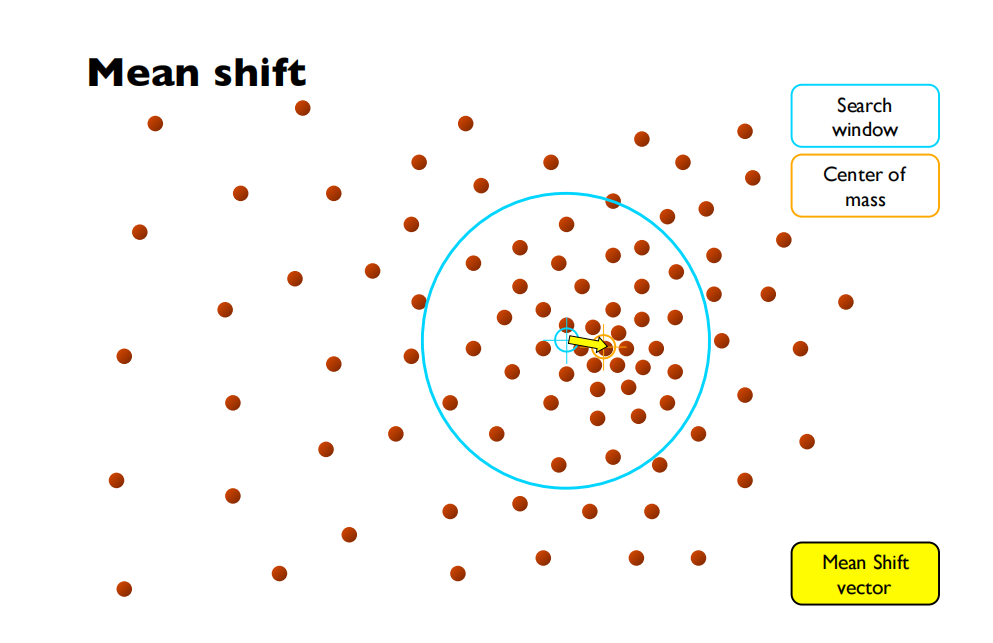 Mean shift
Search
window
Center of
mass
Mean Shift
vector